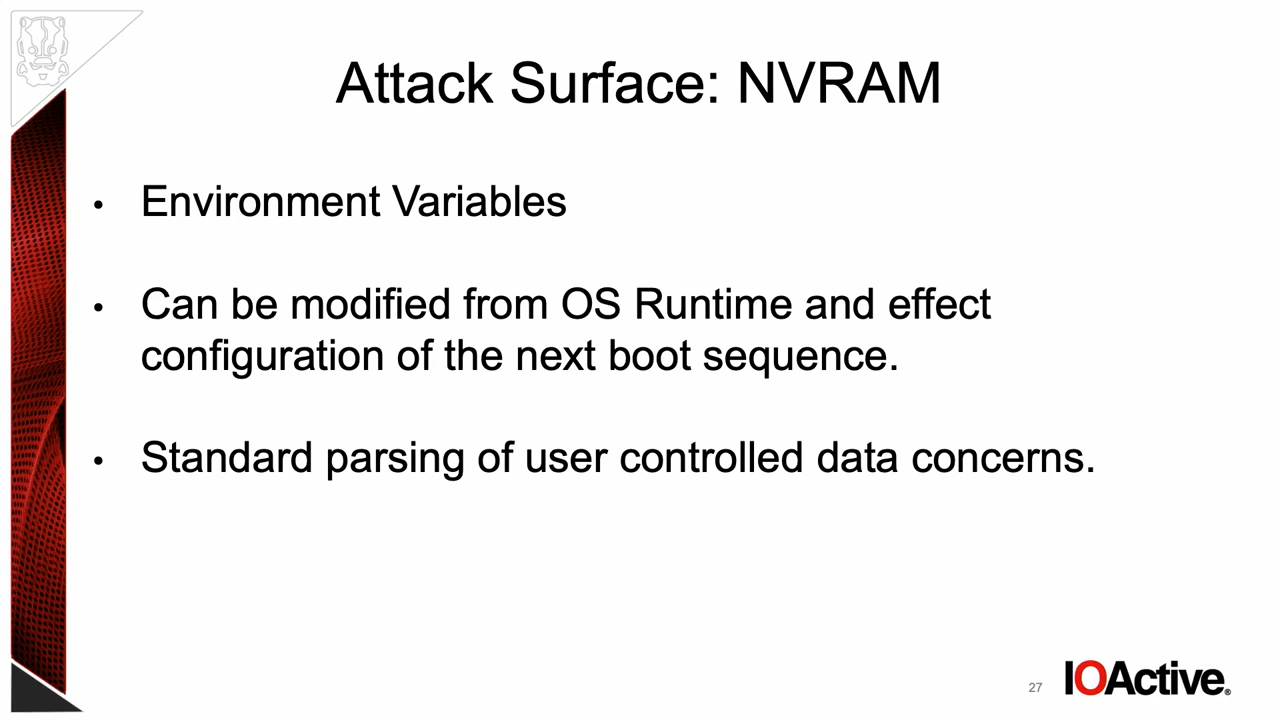 Attack Surface: NVRAM
• Environment Variables
• Can be modified from OS Runtime and effect
configuration of the next boot sequence.
• Standard parsing of user controlled data concerns.
27
IOActive®